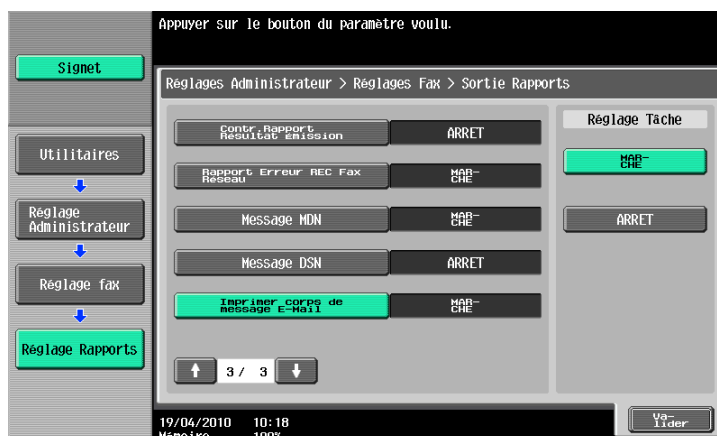 Appuyer sur le bouton du paramètre voulu.
Signet
Réglages Administrateur > Réglages Fax > Sortie Rapports
Utilitaires
Réglage
Administrateur
Réglage fax
Réglage Rapports
Contr.Rapport
Résultat émission
ARRET
Rapport Erreur REC Fax
Réseau
MAR-
CHE
Message MDN
MAR-
CHE
Message DSN
ARRET
Imprimer corps de
message E-Mail
MAR-
CHE
3/ 3
Réglage Tâche
MAR-
CHE
ARRET
19/04/2010 10:18
Mémoire 100%
Va-
lider